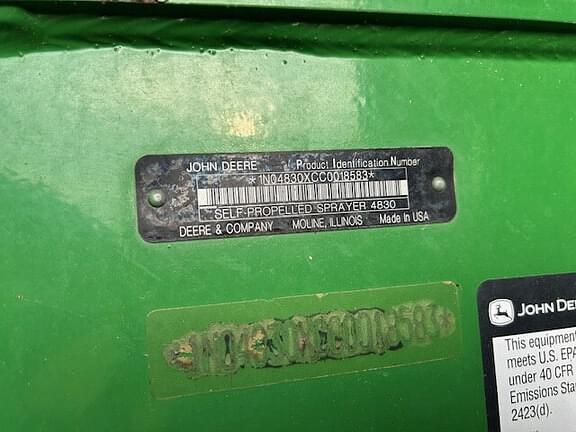 JOHN DEERE Product Identification Number
*1N04830XCC0018583*
SELF-PROPELLED SPRAYER 4830
DEERE & COMPANY MOLINE, ILLINOIS Made in USA
JOHN DEE
This equipment
meets U.S. EPA
under 40 CFR
Emissions Sta
2423(d).